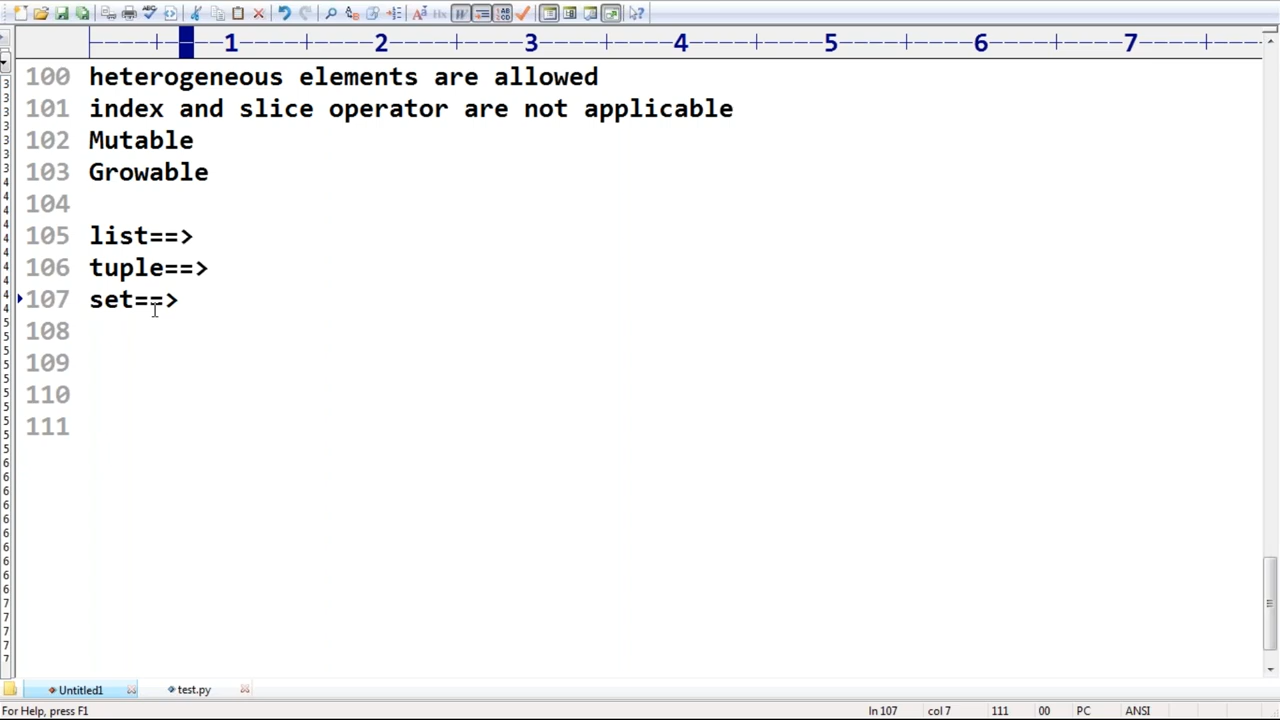 1 2 3 4 5 6 7
100 heterogeneous elements are allowed
101 index and slice operator are not applicable
102 Mutable
103 Growable
104
105 list==>
106 tuple==>
107 set==>
108
109
110
111
Untitled1 test.py
For Help, press F1 ln 107 col 7 111 00 PC ANSI